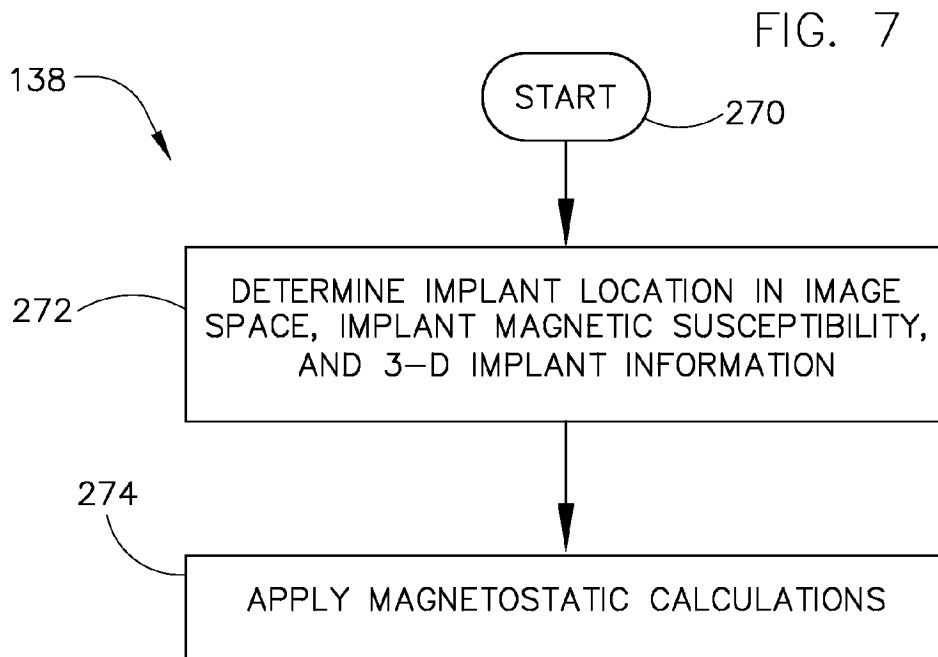 FIG. 7
138
START
270
272
DETERMINE IMPLANT LOCATION IN IMAGE
SPACE, IMPLANT MAGNETIC SUSCEPTIBILITY,
AND 3-D IMPLANT INFORMATION
274
APPLY MAGNETOSTATIC CALCULATIONS